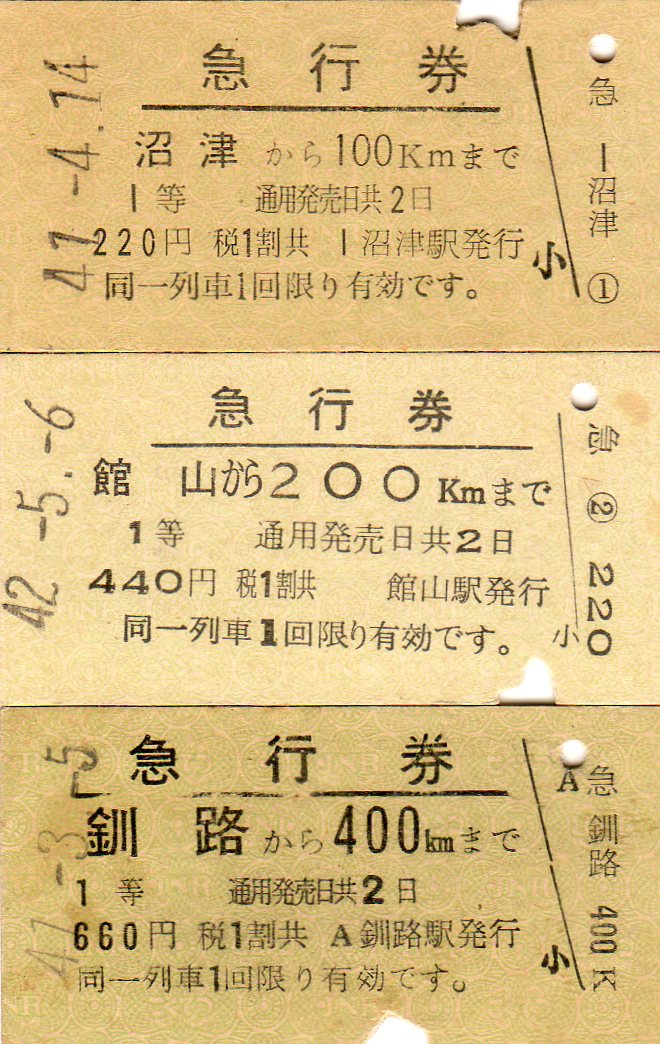 41-4.14
急行券
沼津から100Kmまで
1等 通用発売日共2日
220円 税1割共 1沼津駅発行
同一列車1回限り有効です。
小
急 1沼津 ①
42-5.-6
急行券
館山から200Kmまで
1等 通用発売日共2日
440円 税1割共 館山駅発行
同一列車1回限り有効です。
小
急 ② 220
41-3.-5
急行券
釧路から400kmまで
1等 通用発売日共2日
660円 税1割共 A釧路駅発行
同一列車1回限り有効です。
小
A急 釧路 400K